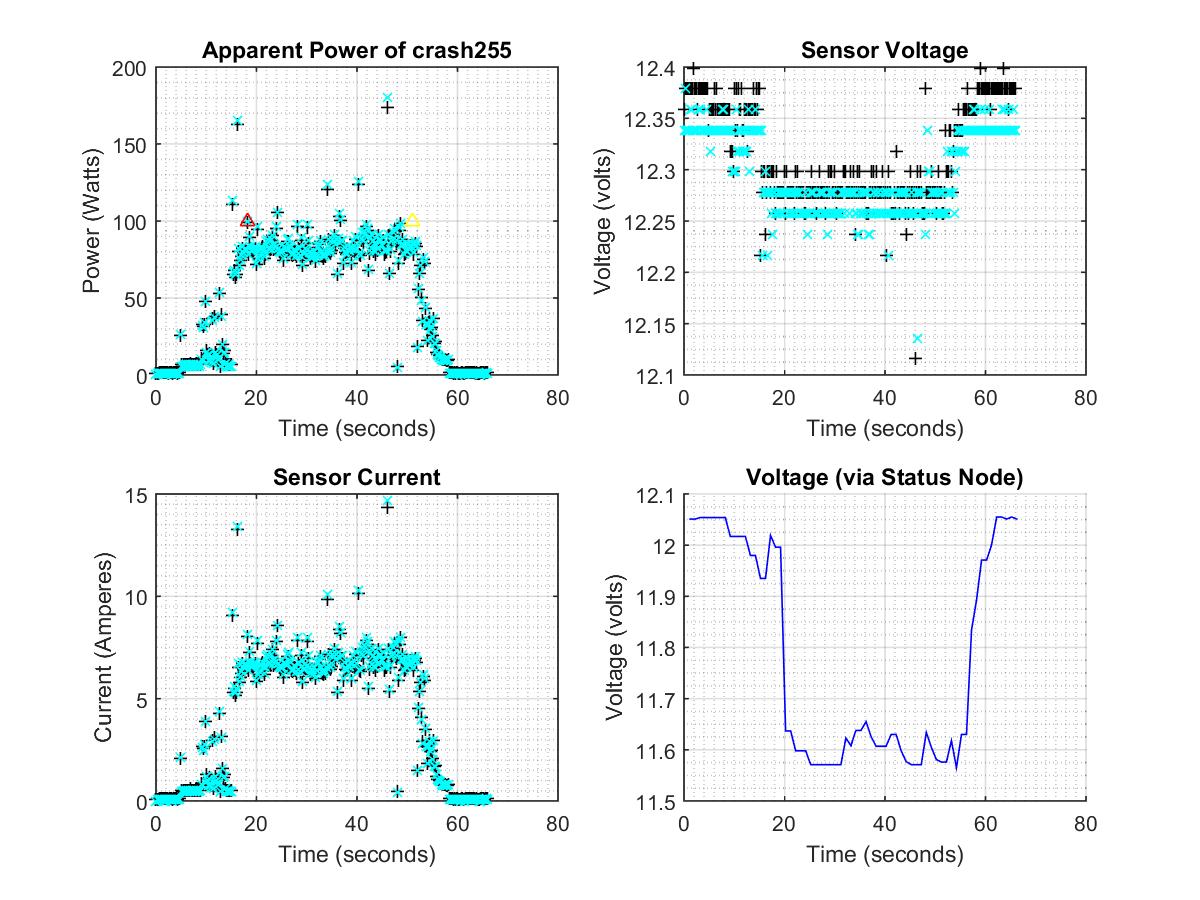 Apparent Power of crash255
200
150
100
50
0
Power (Watts)
0 20 40 60 80
Time (seconds)
Sensor Voltage
12.4
12.35
12.3
12.25
12.2
12.15
12.1
Voltage (volts)
0 20 40 60 80
Time (seconds)
Sensor Current
15
10
5
0
Current (Amperes)
0 20 40 60 80
Time (seconds)
Voltage (via Status Node)
12.1
12
11.9
11.8
11.7
11.6
11.5
Voltage (volts)
0 20 40 60 80
Time (seconds)